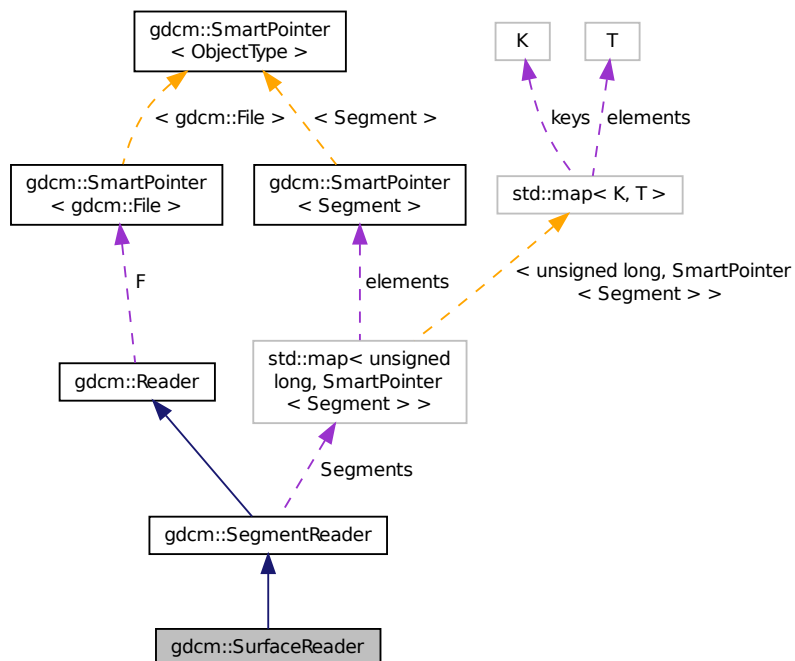 gdcm::SmartPointer
< ObjectType >
K
T
< gdcm::File >
< Segment >
keys
elements
gdcm::SmartPointer
< gdcm::File >
gdcm::SmartPointer
< Segment >
std::map< K, T >
F
elements
< unsigned long, SmartPointer
< Segment > >
gdcm::Reader
std::map< unsigned
long, SmartPointer
< Segment > >
Segments
gdcm::SegmentReader
gdcm::SurfaceReader